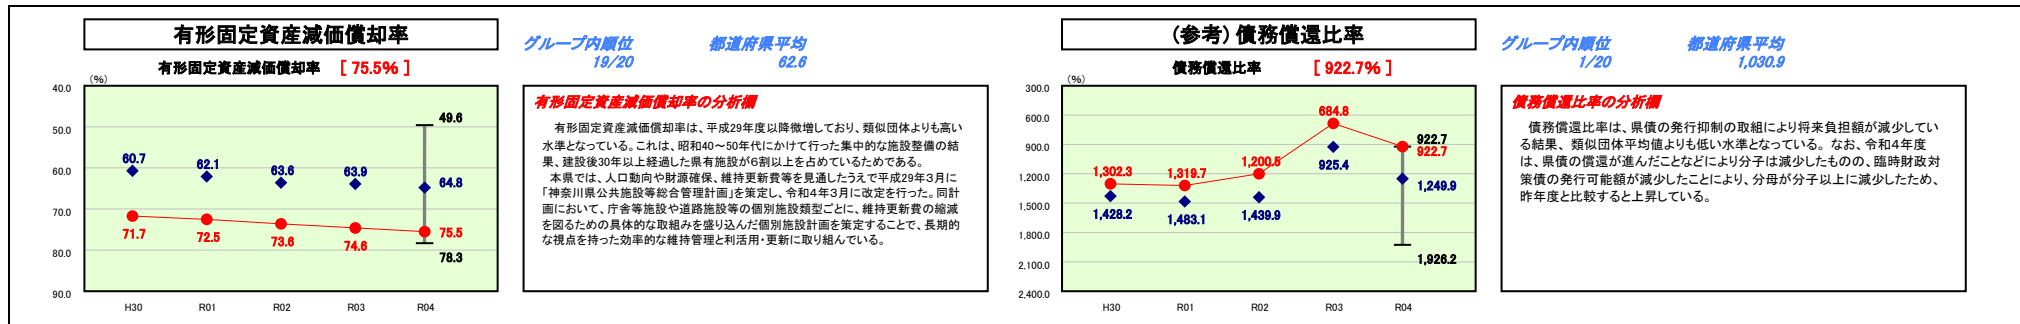 有形固定資産減価償却率
有形固定資産減価償却率 [ 75.5% ]
グループ内順位 都道府県平均
19/20 62.6
(%)
40.0
50.0
60.0
70.0
80.0
90.0
49.6
60.7 62.1 63.6 63.9 64.8
71.7 72.5 73.6 74.6 75.5
78.3
H30 R01 R02 R03 R04
有形固定資産減価償却率の分析欄
有形固定資産減価償却率は、平成29年度以降微増しており、類似団体よりも高い
水準となっている。これは、昭和40～50年代にかけて行った集中的な施設整備の結
果、建設後30年以上経過した県有施設が6割以上を占めているためである。
本県では、人口動向や財源確保、維持更新費等を見通したうえで平成29年3月に
「神奈川県公共施設等総合管理計画」を策定し、令和4年3月に改定を行った。同計
画において、庁舎等施設や道路施設等の個別施設類型ごとに、維持更新費の縮減
を図るための具体的な取組みを盛り込んだ個別施設計画を策定することで、長期的
な視点を持った効率的な維持管理と利活用・更新に取り組んでいる。
(参考)債務償還比率
債務償還比率 [ 922.7% ]
グループ内順位 都道府県平均
1/20 1,030.9
(%)
300.0
600.0
900.0
1,200.0
1,500.0
1,800.0
2,100.0
2,400.0
684.8
922.7
1,302.3 1,319.7 1,200.5 922.7
1,428.2 1,483.1 1,439.9 925.4 1,249.9
1,926.2
H30 R01 R02 R03 R04
債務償還比率の分析欄
債務償還比率は、県債の発行抑制の取組により将来負担額が減少してい
る結果、類似団体平均値よりも低い水準となっている。なお、令和4年度
は、県債の償還が進んだことなどにより分子は減少したものの、臨時財政対
策債の発行可能額が減少したことにより、分母が分子以上に減少したため、
昨年度と比較すると上昇している。